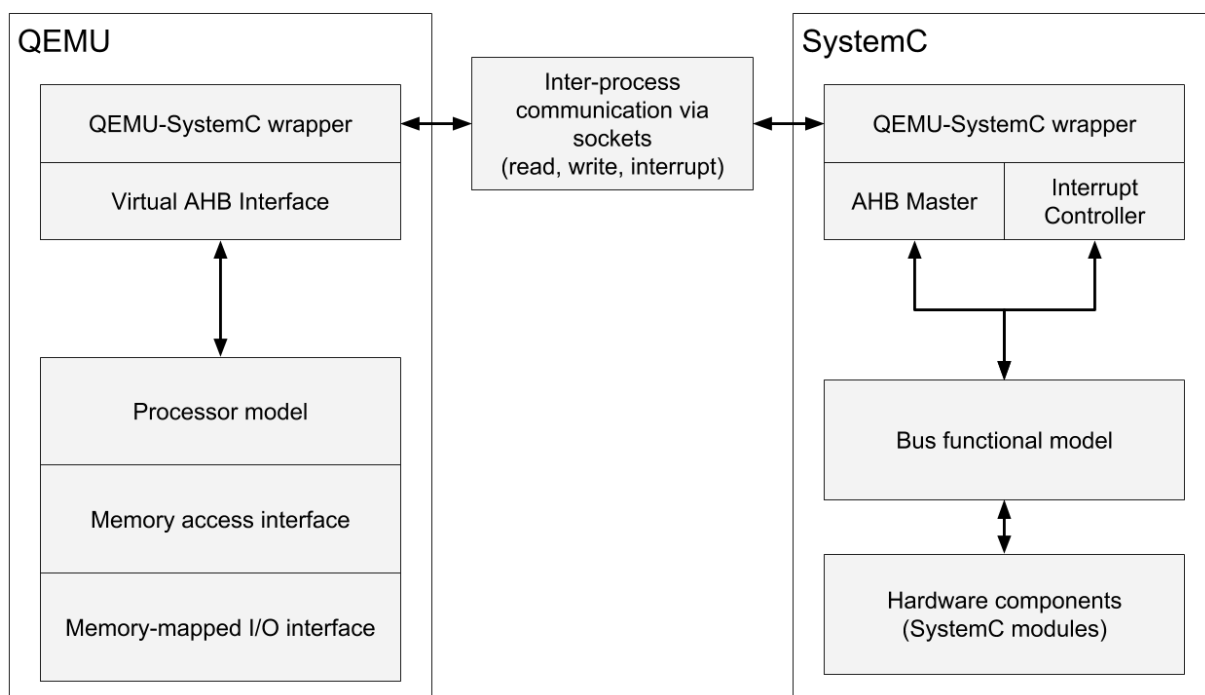 QEMU
QEMU-SystemC wrapper
Virtual AHB Interface
Processor model
Memory access interface
Memory-mapped I/O interface
Inter-process
communication via
sockets
(read, write, interrupt)
SystemC
QEMU-SystemC wrapper
AHB Master
Interrupt
Controller
Bus functional model
Hardware components
(SystemC modules)